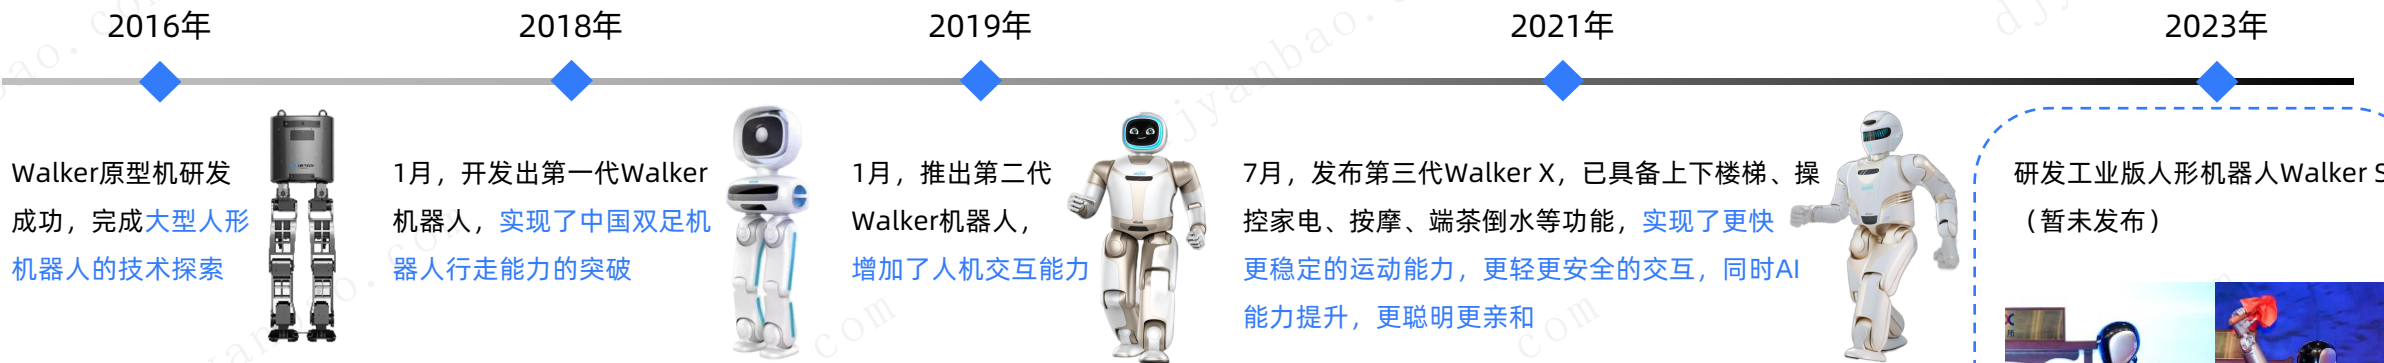 2016年
2018年
2019年
2021年
2023年
Walker原型机研发
成功，完成大型人形
机器人的技术探索
1月，开发出第一代Walker
机器人，实现了中国双足机
器人行走能力的突破
1月，推出第二代
Walker机器人，
增加了人机交互能力
7月，发布第三代Walker X，已具备上下楼梯、操
控家电、按摩、端茶倒水等功能，实现了更快
更稳定的运动能力，更轻更安全的交互，同时AI
能力提升，更聪明更亲和
研发工业版人形机器人Walker S
（暂未发布）